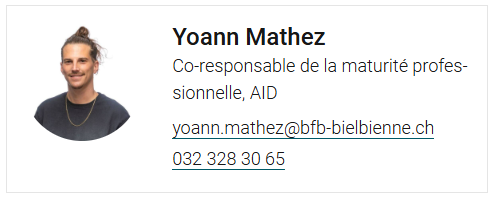 Yoann Mathez
Co-responsable de la maturité profes-
sionnelle, AID
yoann.mathez@bfb-bielbienne.ch
032 328 30 65